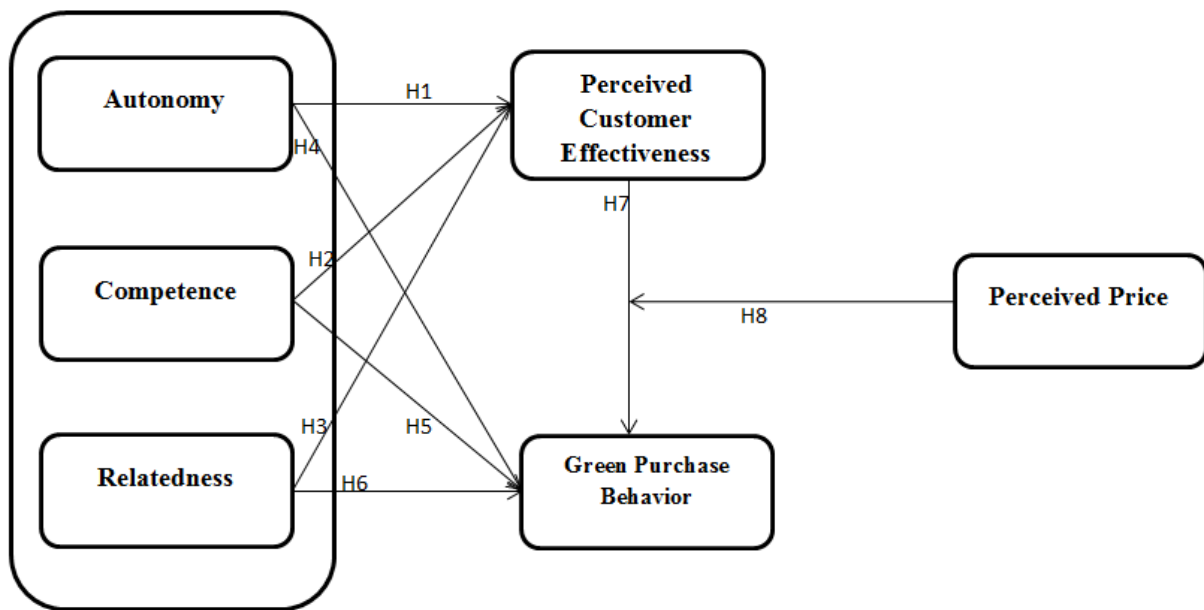 Autonomy
H1
Perceived
Customer
Effectiveness
H4
H7
H2
Competence
Perceived Price
H8
H3
H5
Relatedness
H6
Green Purchase
Behavior